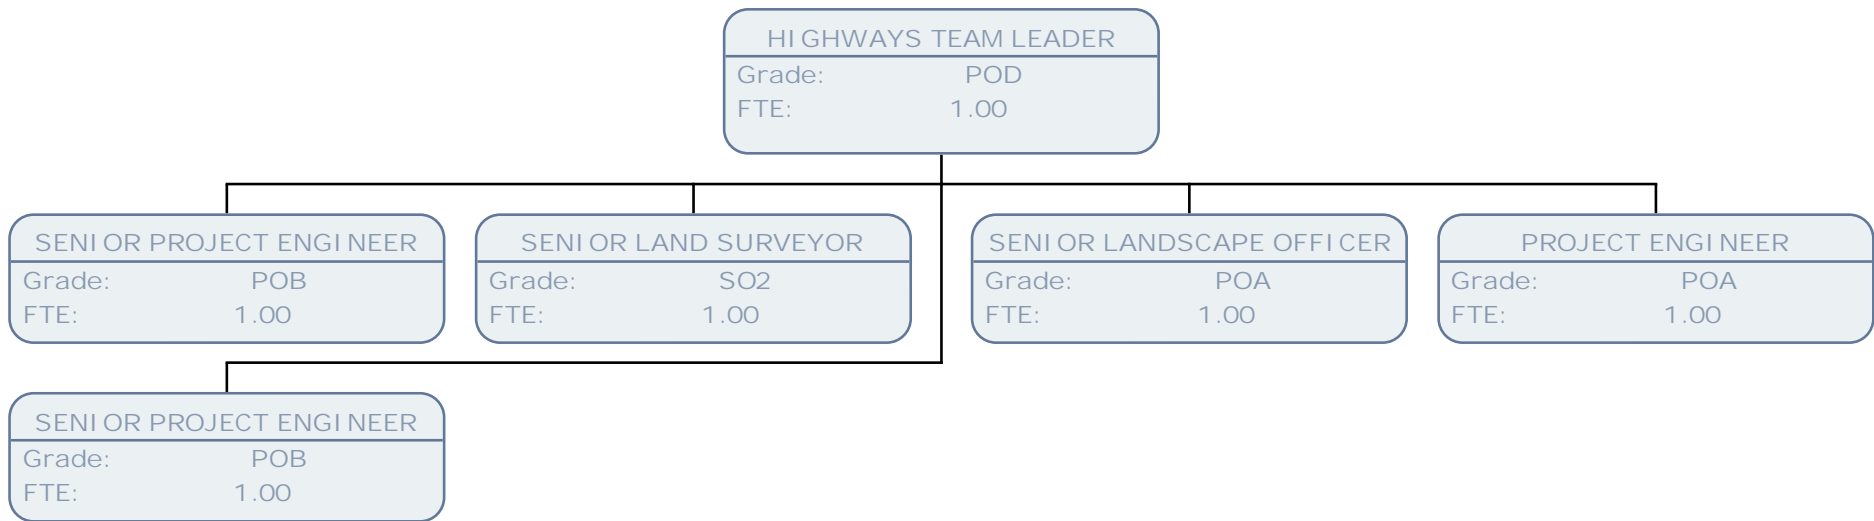 HIGHWAYS TEAM LEADER
Grade: POD
FTE: 1.00
SENIOR PROJECT ENGINEER
Grade: POB
FTE: 1.00
SENIOR LAND SURVEYOR
Grade: SO2
FTE: 1.00
SENIOR LANDSCAPE OFFICER
Grade: POA
FTE: 1.00
PROJECT ENGINEER
Grade: POA
FTE: 1.00
SENIOR PROJECT ENGINEER
Grade: POB
FTE: 1.00